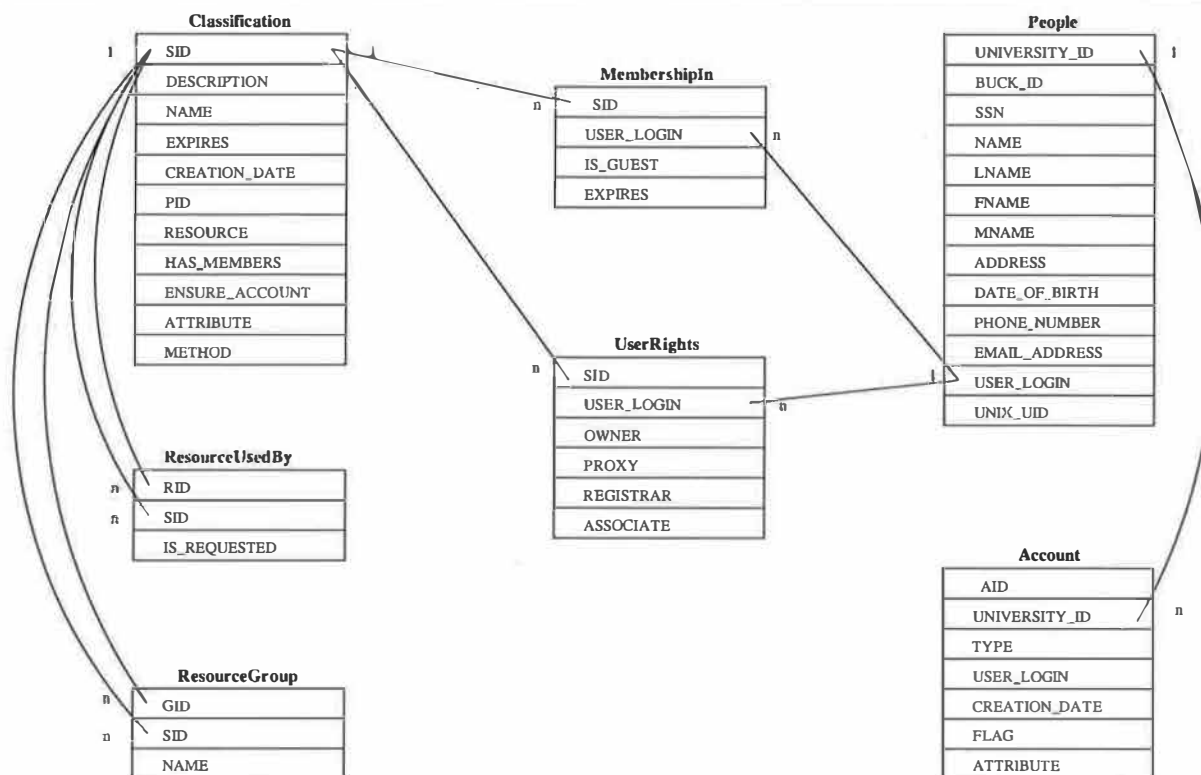 Classification
1
SID
1
DESCRIPTION
NAME
EXPIRES
CREATION_DATE
PID
RESOURCE
HAS_MEMBERS
ENSURE_ACCOUNT
ATTRIBUTE
METHOD
MembershipIn
n
SID
USER_LOGIN
n
IS_GUEST
EXPIRES
People
UNIVERSITY_ID
1
BUCK_ID
SSN
NAME
LNAME
FNAME
MNAME
ADDRESS
DATE_OF_BIRTH
PHONE_NUMBER
EMAIL_ADDRESS
1
USER_LOGIN
UNIX_UID
UserRights
n
SID
USER_LOGIN
n
OWNER
PROXY
REGISTRAR
ASSOCIATE
ResourceUsedBy
n
RID
n
SID
IS_REQUESTED
Account
AID
UNIVERSITY_ID
n
TYPE
USER_LOGIN
CREATION_DATE
FLAG
ATTRIBUTE
ResourceGroup
n
GID
n
SID
NAME